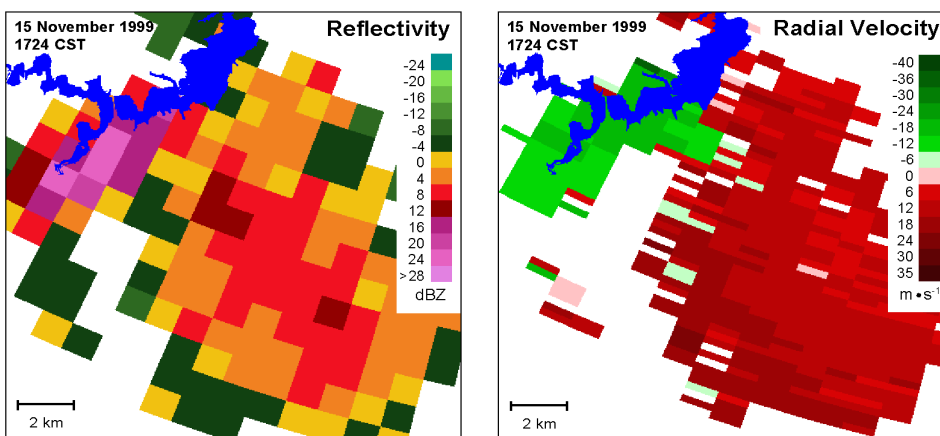 15 November 1999
1724 CST
Reflectivity
-24
-20
-16
-12
-8
-4
0
4
8
12
16
20
24
>28
dBZ
2 km
15 November 1999
1724 CST
Radial Velocity
-40
-36
-30
-24
-18
-12
-6
0
6
12
18
24
30
35
m•s-1
2 km